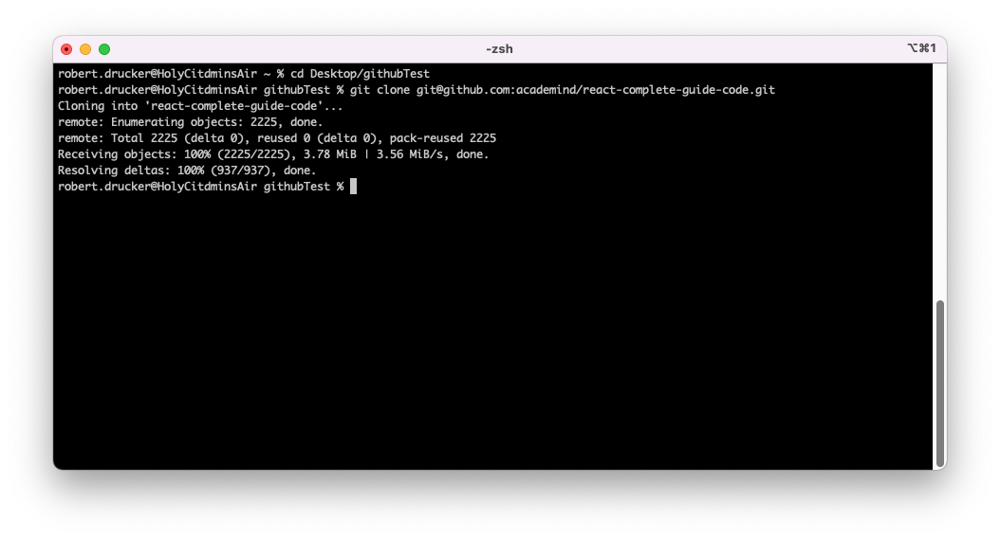 -zsh
⌥⌘1
robert.drucker@HolyCitdminsAir ~ % cd Desktop/githubTest
robert.drucker@HolyCitdminsAir githubTest % git clone git@github.com:academind/react-complete-guide-code.git
Cloning into 'react-complete-guide-code'...
remote: Enumerating objects: 2225, done.
remote: Total 2225 (delta 0), reused 0 (delta 0), pack-reused 2225
Receiving objects: 100% (2225/2225), 3.78 MiB | 3.56 MiB/s, done.
Resolving deltas: 100% (937/937), done.
robert.drucker@HolyCitdminsAir githubTest %